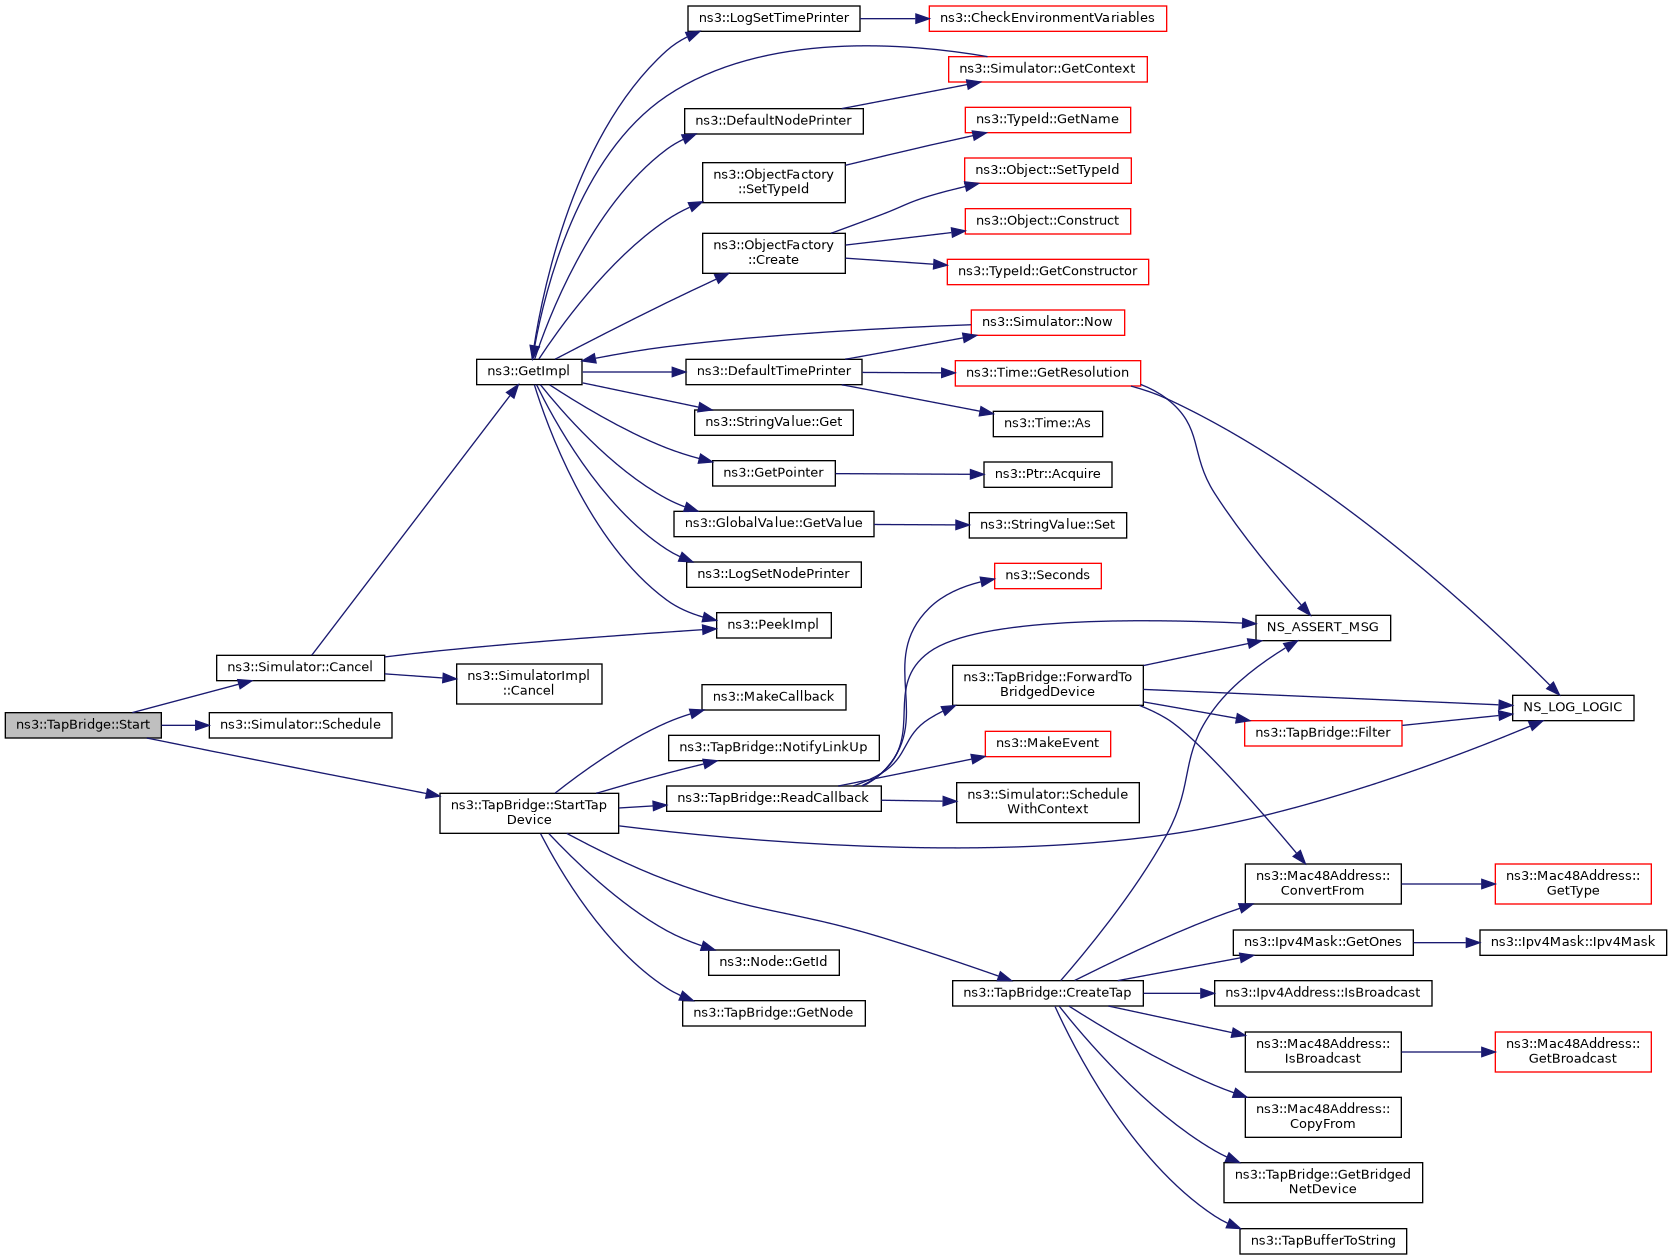 ns3::LogSetTimePrinter
ns3::CheckEnvironmentVariables
ns3::Simulator::GetContext
ns3::DefaultNodePrinter
ns3::TypeId::GetName
ns3::ObjectFactory
::SetTypeId
ns3::Object::SetTypeId
ns3::Object::Construct
ns3::ObjectFactory
::Create
ns3::TypeId::GetConstructor
ns3::Simulator::Now
ns3::GetImpl
ns3::DefaultTimePrinter
ns3::Time::GetResolution
ns3::StringValue::Get
ns3::Time::As
ns3::GetPointer
ns3::Ptr::Acquire
ns3::GlobalValue::GetValue
ns3::StringValue::Set
ns3::LogSetNodePrinter
ns3::Seconds
ns3::PeekImpl
NS_ASSERT_MSG
ns3::Simulator::Cancel
ns3::SimulatorImpl
::Cancel
ns3::TapBridge::ForwardTo
BridgedDevice
ns3::MakeCallback
NS_LOG_LOGIC
ns3::TapBridge::Start
ns3::Simulator::Schedule
ns3::TapBridge::Filter
ns3::TapBridge::NotifyLinkUp
ns3::MakeEvent
ns3::TapBridge::StartTap
Device
ns3::TapBridge::ReadCallback
ns3::Simulator::Schedule
WithContext
ns3::Mac48Address::
ConvertFrom
ns3::Mac48Address::
GetType
ns3::Ipv4Mask::GetOnes
ns3::Ipv4Mask::Ipv4Mask
ns3::Node::GetId
ns3::TapBridge::CreateTap
ns3::Ipv4Address::IsBroadcast
ns3::TapBridge::GetNode
ns3::Mac48Address::
IsBroadcast
ns3::Mac48Address::
GetBroadcast
ns3::Mac48Address::
CopyFrom
ns3::TapBridge::GetBridged
NetDevice
ns3::TapBufferToString